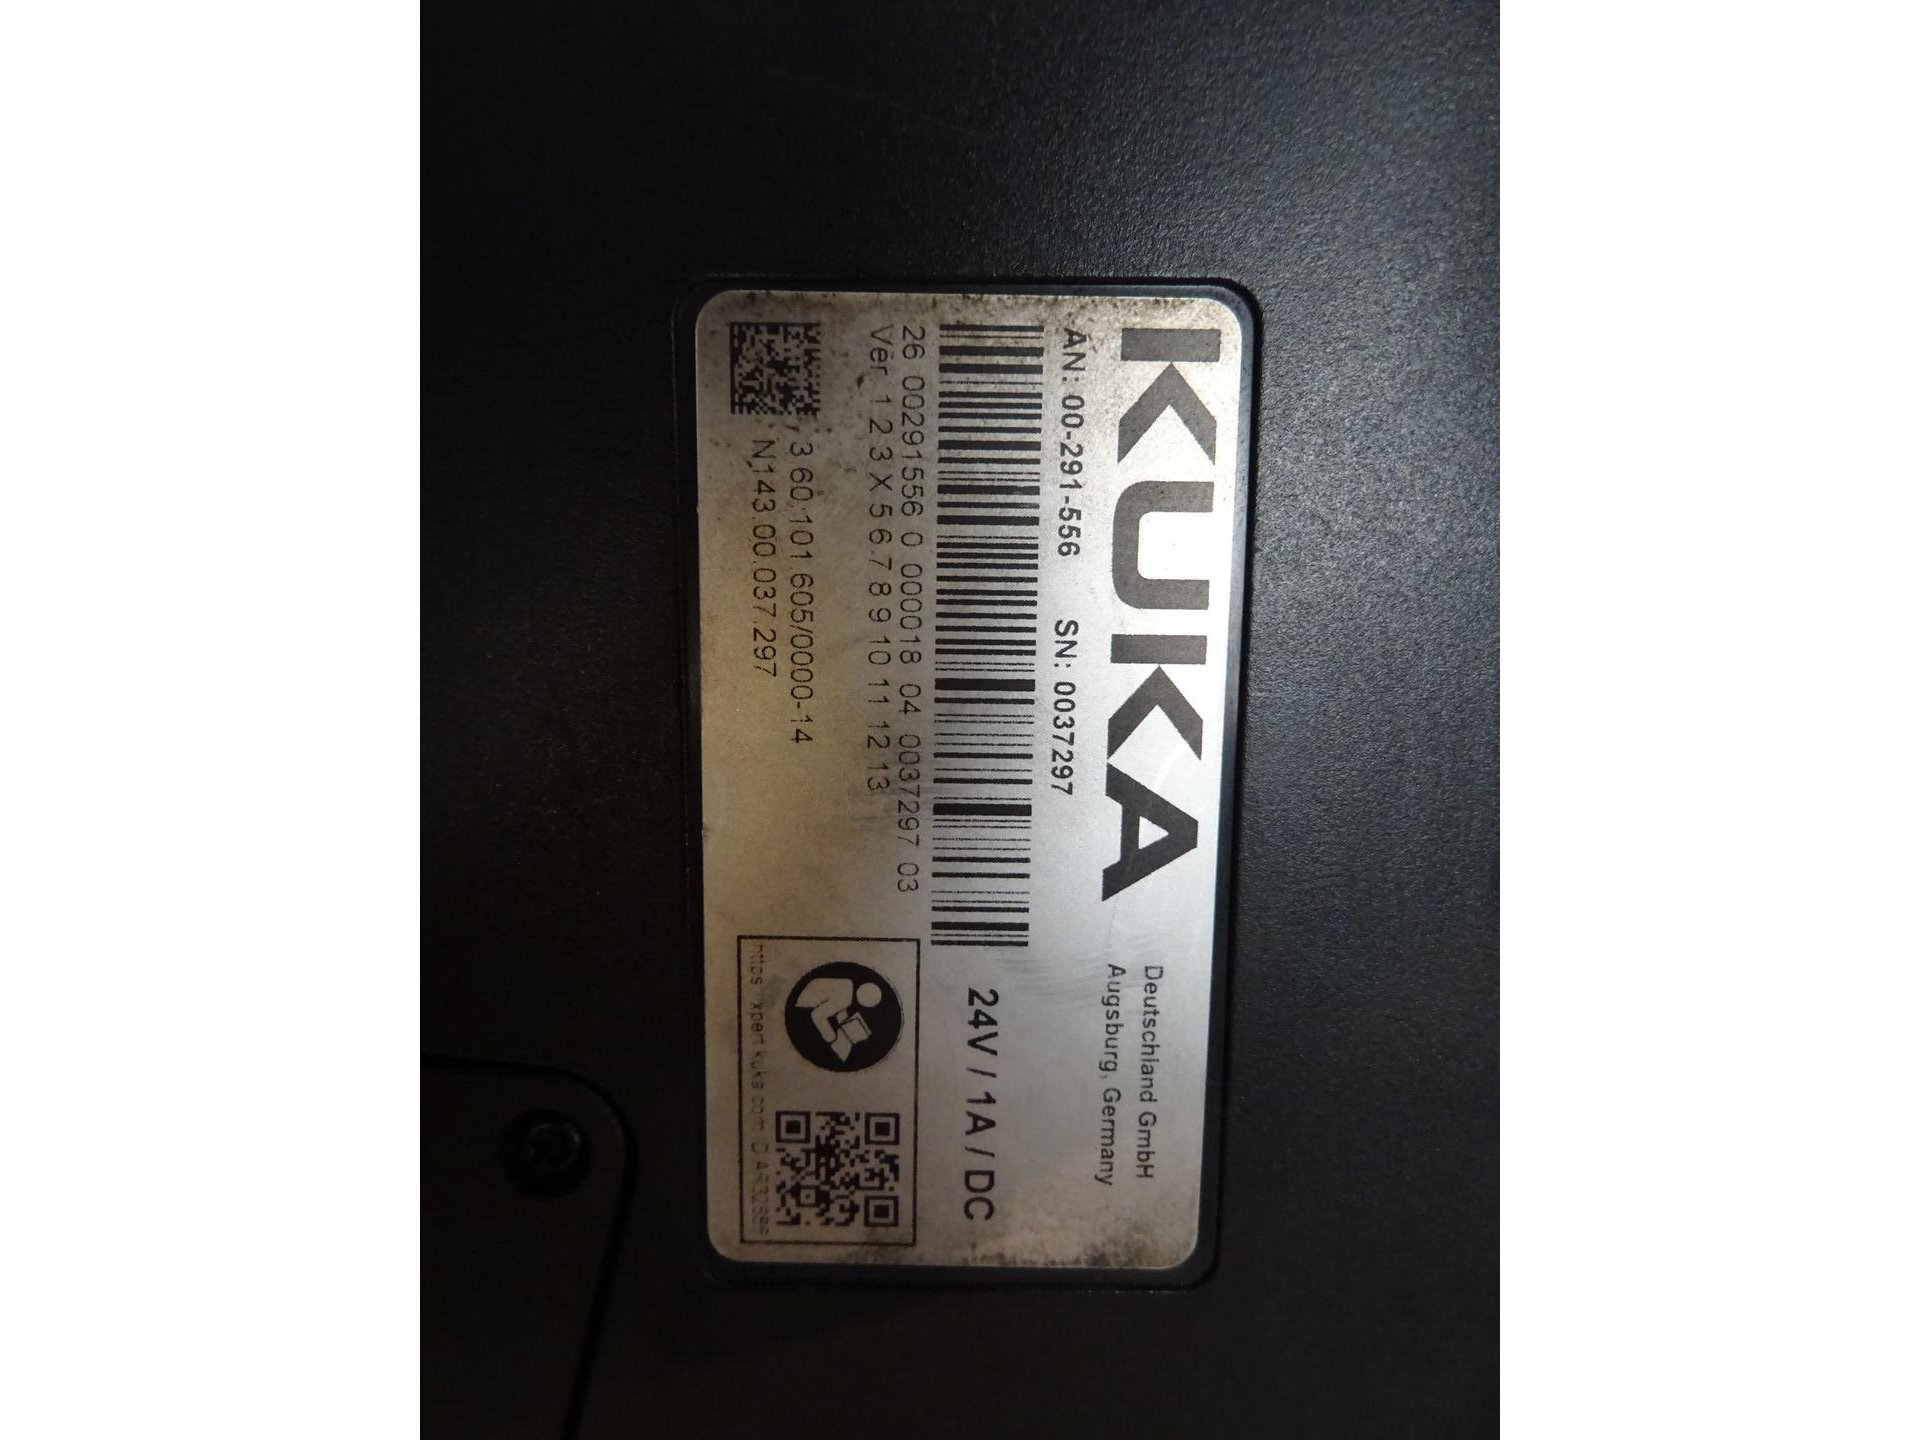 KUKA
Deutschland GmbH
Augsburg, Germany
AN: 00-291-556 SN: 0037297
24V / 1A / DC
26 00291556 0 000018 04 0037297 03
Ver. 1 2 3 X 5 6 7 8 9 10 11 12 13
3 60.101.605/0000-14
N143.00.037.297